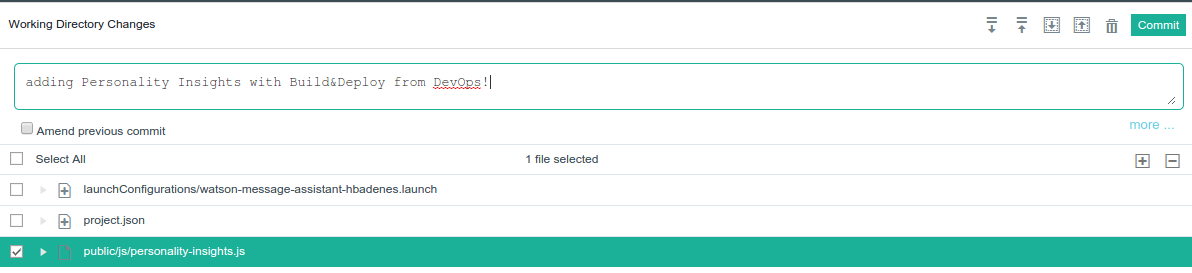 Working Directory Changes
Commit
adding Personality Insights with Build&Deploy from DevOps!
Amend previous commit
more ...
Select All
1 file selected
launchConfigurations/watson-message-assistant-hbadenes.launch
project.json
public/js/personality-insights.js